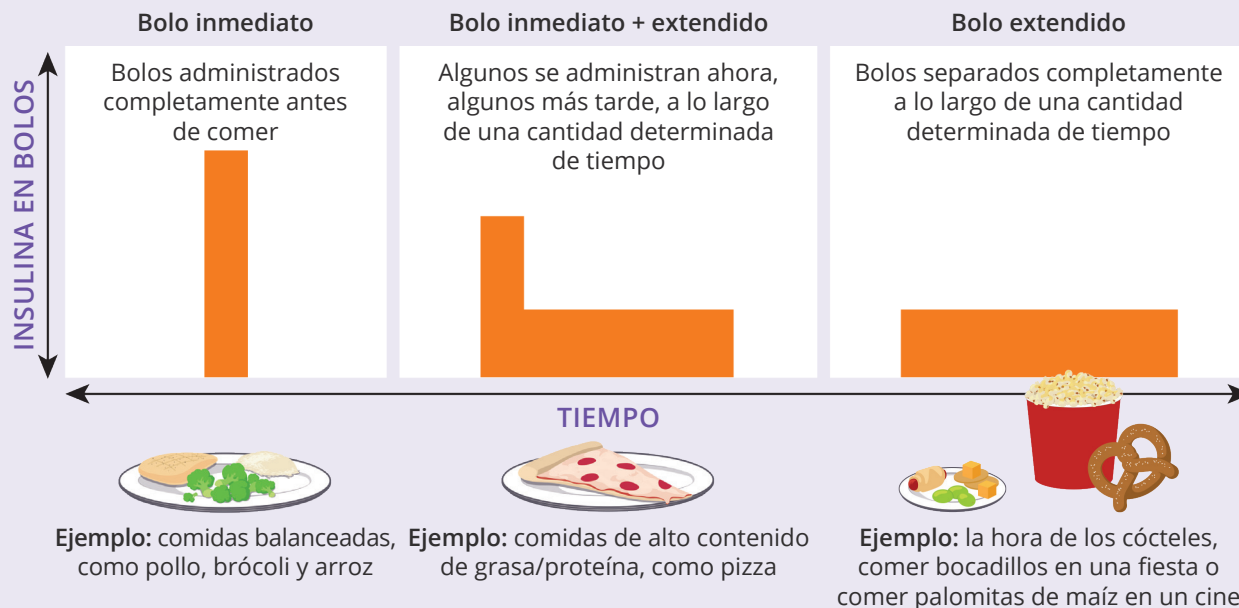 Bolo inmediato
Bolos administrados
completamente antes
de comer
Bolo inmediato + extendido
Algunos se administran ahora,
algunos más tarde, a lo largo
de una cantidad determinada
de tiempo
Bolo extendido
Bolos separados completamente
a lo largo de una cantidad
determinada de tiempo
INSULINA EN BOLOS
TIEMPO
Ejemplo: comidas balanceadas,
como pollo, brócoli y arroz
Ejemplo: comidas de alto contenido
de grasa/proteína, como pizza
Ejemplo: la hora de los cócteles,
comer bocadillos en una fiesta o
comer palomitas de maíz en un cine